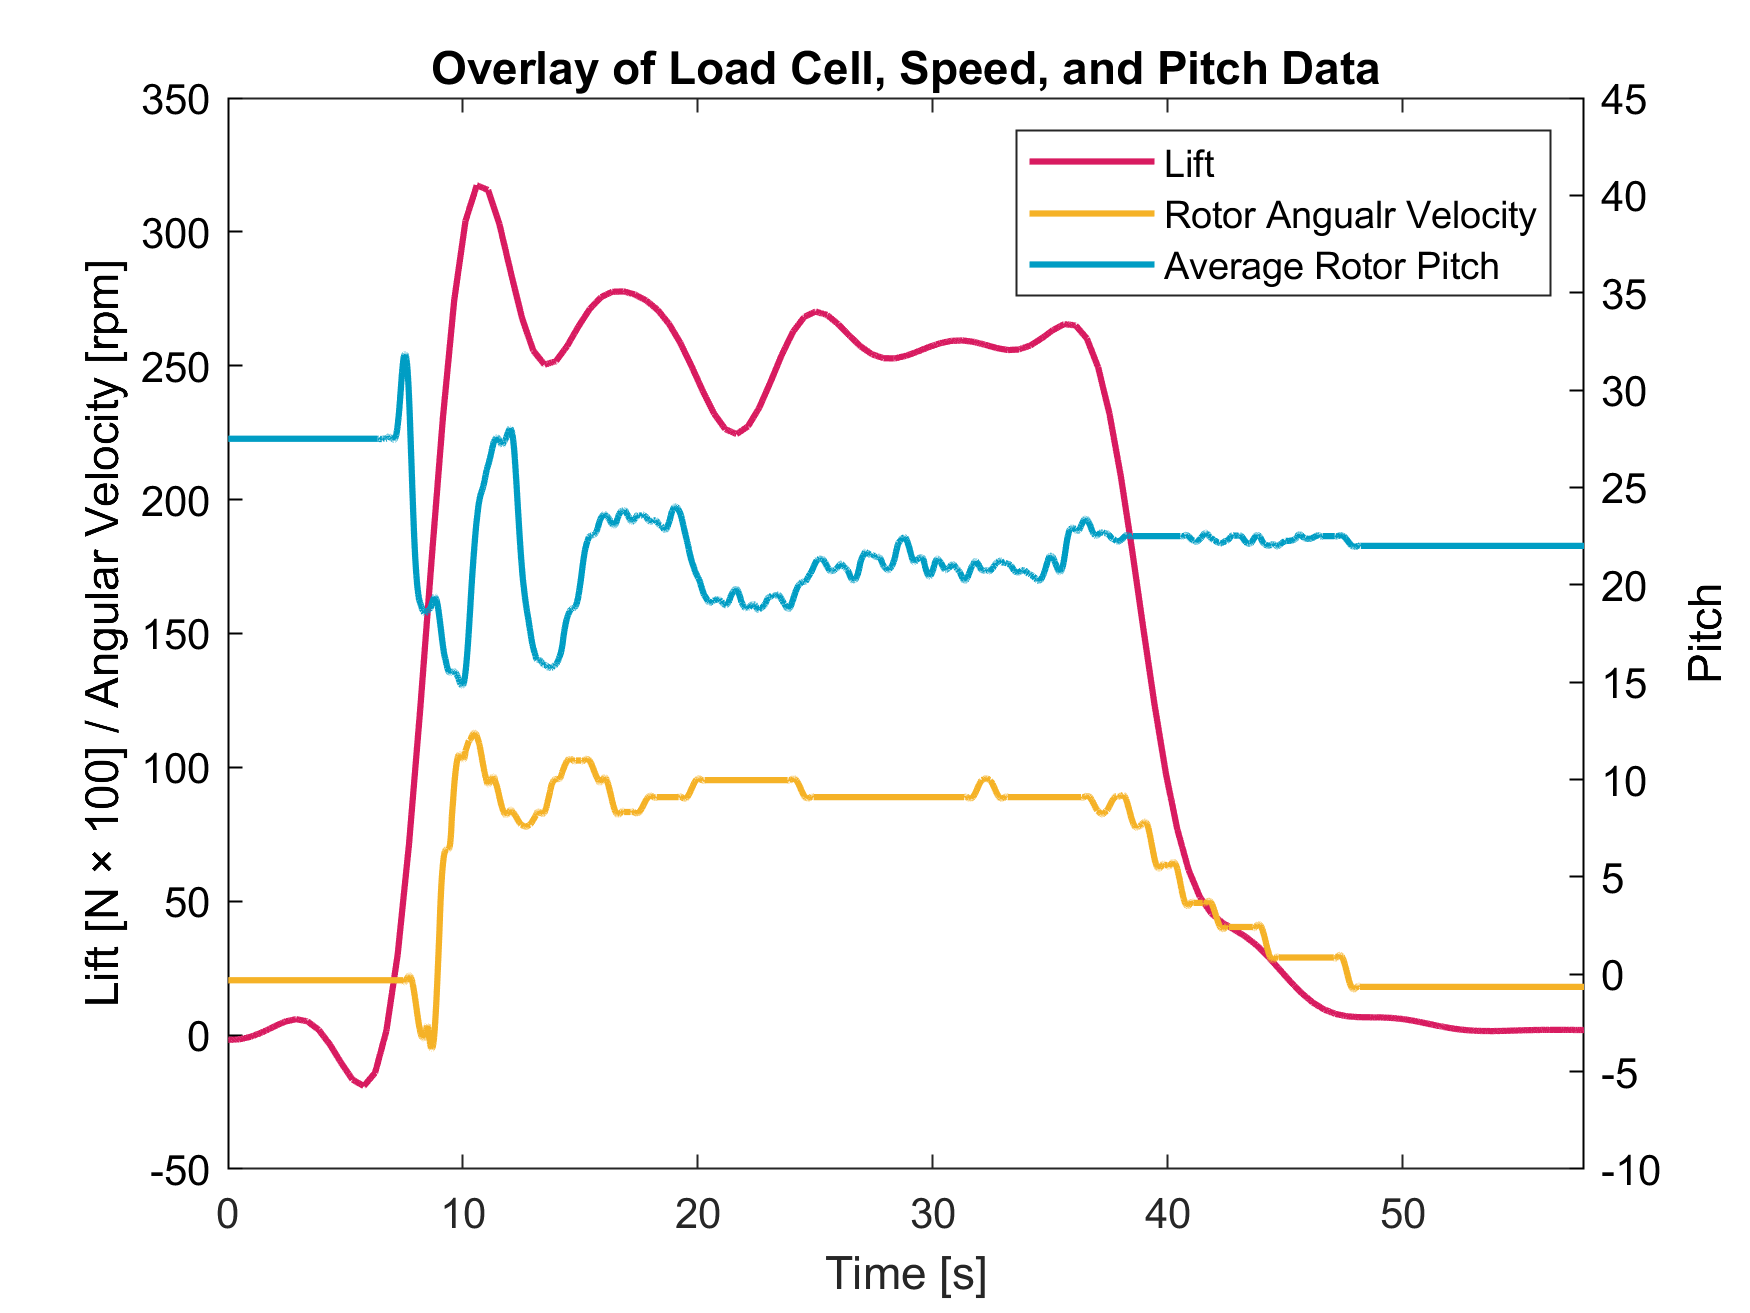 Overlay of Load Cell, Speed, and Pitch Data
350
300
250
200
150
100
50
0
-50
45
40
35
30
25
20
15
10
5
0
-5
-10
Lift
Rotor Angualr Velocity
Average Rotor Pitch
Lift [N × 100] / Angular Velocity [rpm]
Pitch
0 10 20 30 40 50
Time [s]